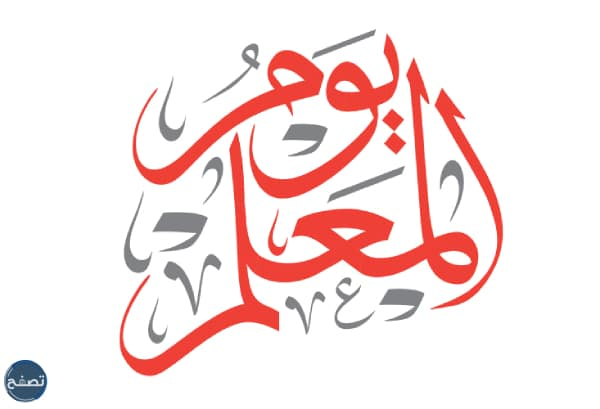 يومُ
المعلم
تصفح